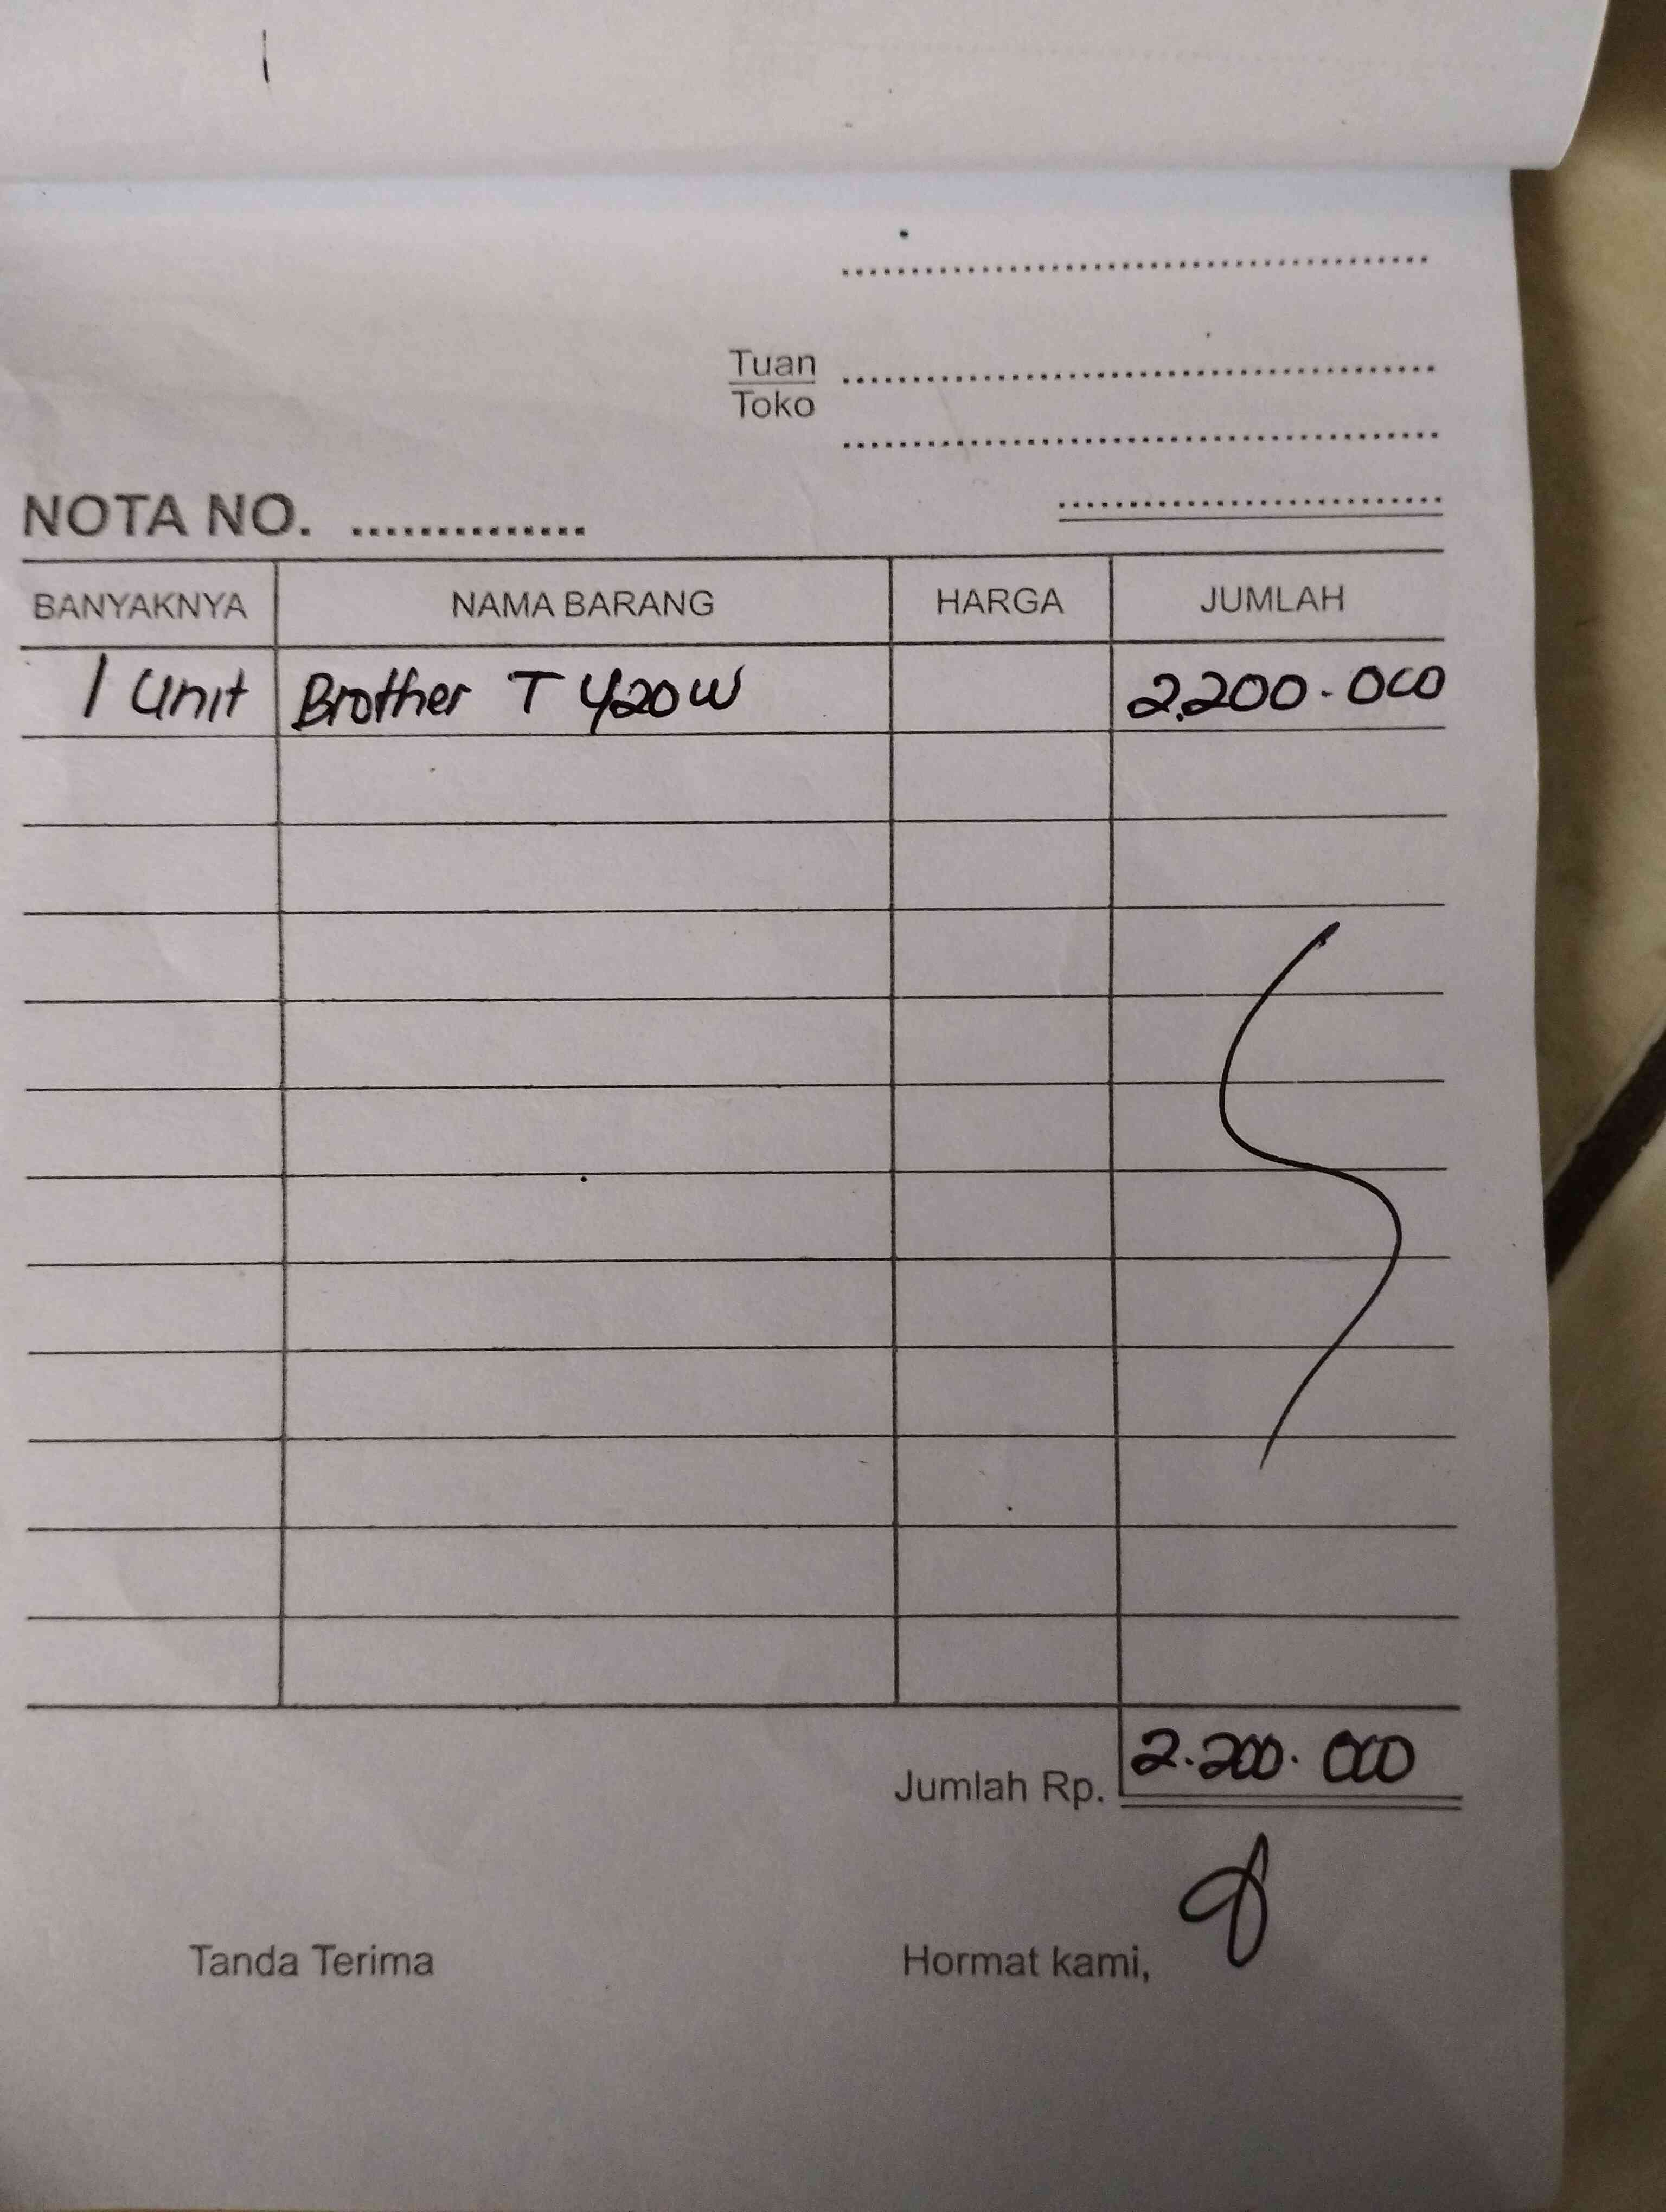 Tuan
Toko
NOTA NO. ..............
BANYAKNYA NAMA BARANG HARGA JUMLAH
1 Unit Brother T 420W 2.200.000
Jumlah Rp. 2.200.000
Tanda Terima Hormat kami,